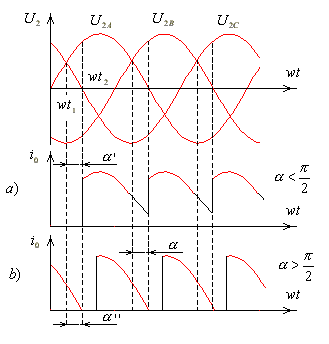 U₂ U₂A U₂B U₂C
wt₂ wt
wt₁
i₀ α'
a) α < π/2
wt
i₀ α α > π/2
b)
wt
α''